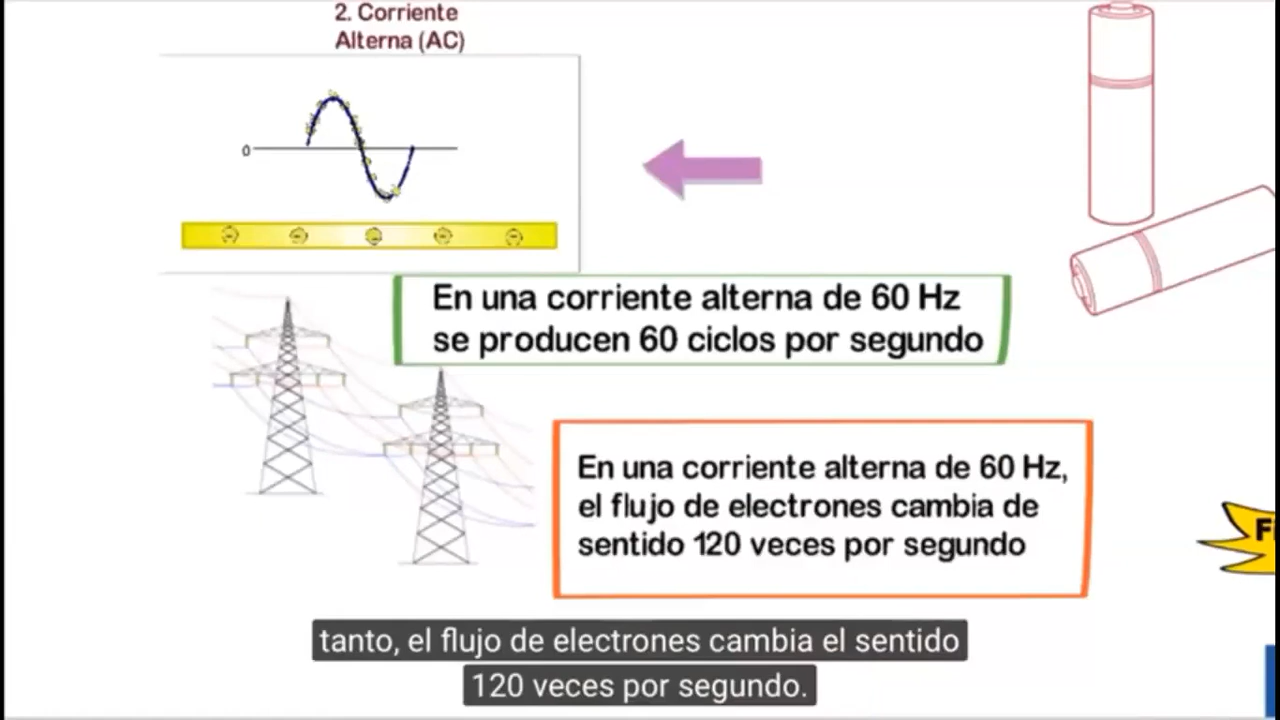 2. Corriente
Alterna (AC)
0
En una corriente alterna de 60 Hz
se producen 60 ciclos por segundo
En una corriente alterna de 60 Hz,
el flujo de electrones cambia de
sentido 120 veces por segundo
tanto, el flujo de electrones cambia el sentido
120 veces por segundo.